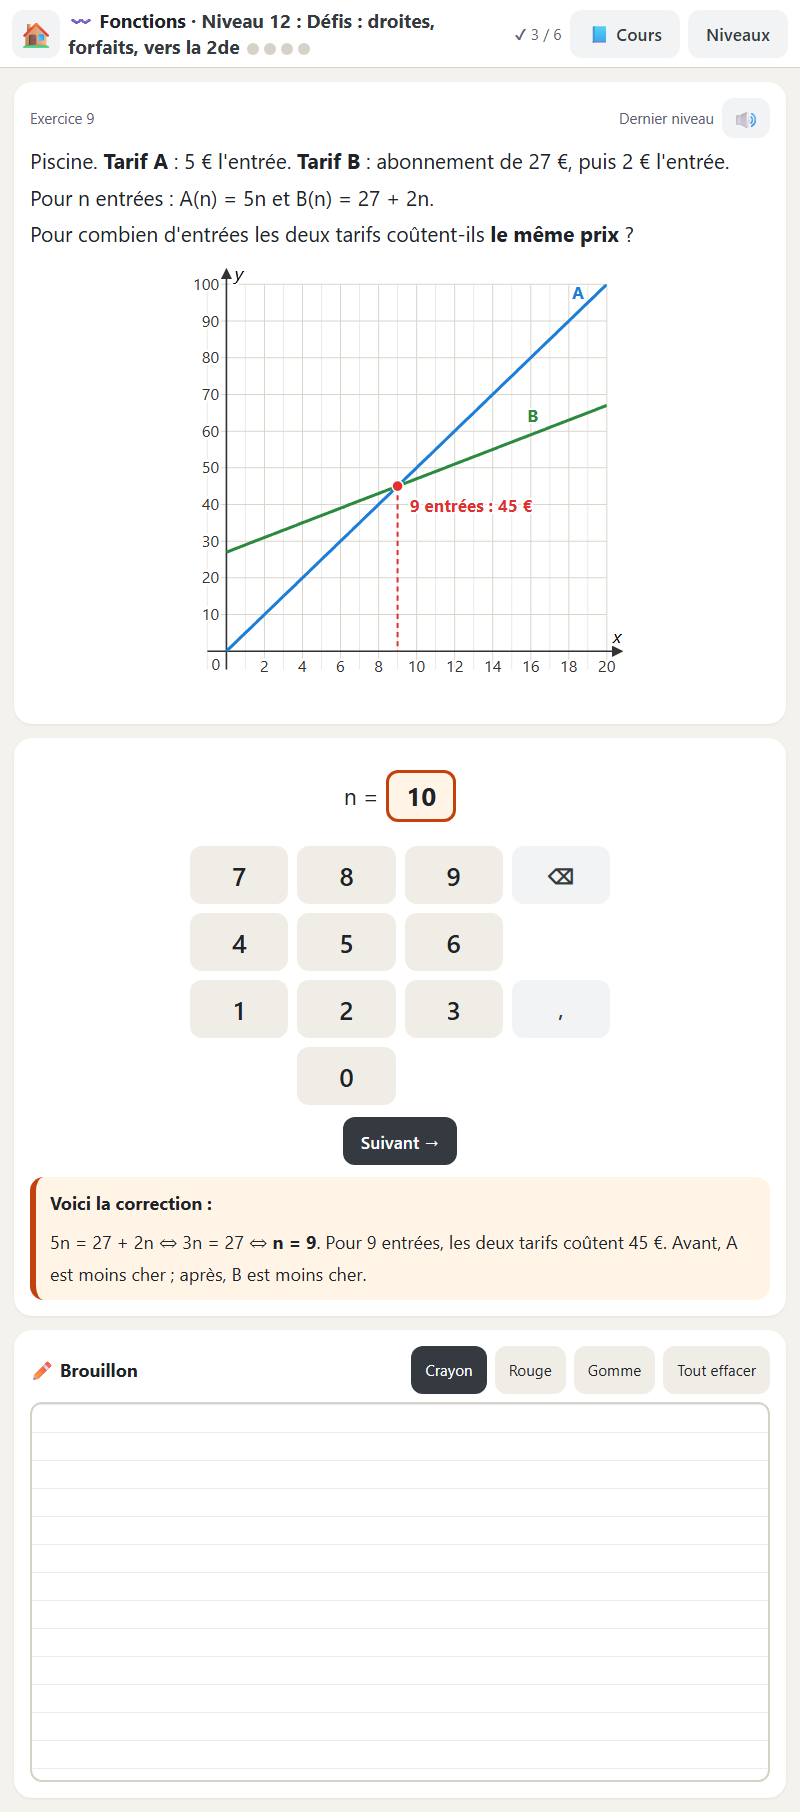 Fonctions · Niveau 12 : Défis : droites,
forfaits, vers la 2de
✓ 3 / 6
Cours
Niveaux
Exercice 9
Dernier niveau
Piscine. Tarif A : 5 € l'entrée. Tarif B : abonnement de 27 €, puis 2 € l'entrée.
Pour n entrées : A(n) = 5n et B(n) = 27 + 2n.
Pour combien d'entrées les deux tarifs coûtent-ils le même prix ?
y
100
90
80
70
60
50
40
30
20
10
A
B
9 entrées : 45 €
x
0 2 4 6 8 10 12 14 16 18 20
n = 10
7 8 9 ⌫
4 5 6
1 2 3 ,
0
Suivant →
Voici la correction :
5n = 27 + 2n ⇔ 3n = 27 ⇔ n = 9. Pour 9 entrées, les deux tarifs coûtent 45 €. Avant, A
est moins cher ; après, B est moins cher.
Brouillon
Crayon
Rouge
Gomme
Tout effacer